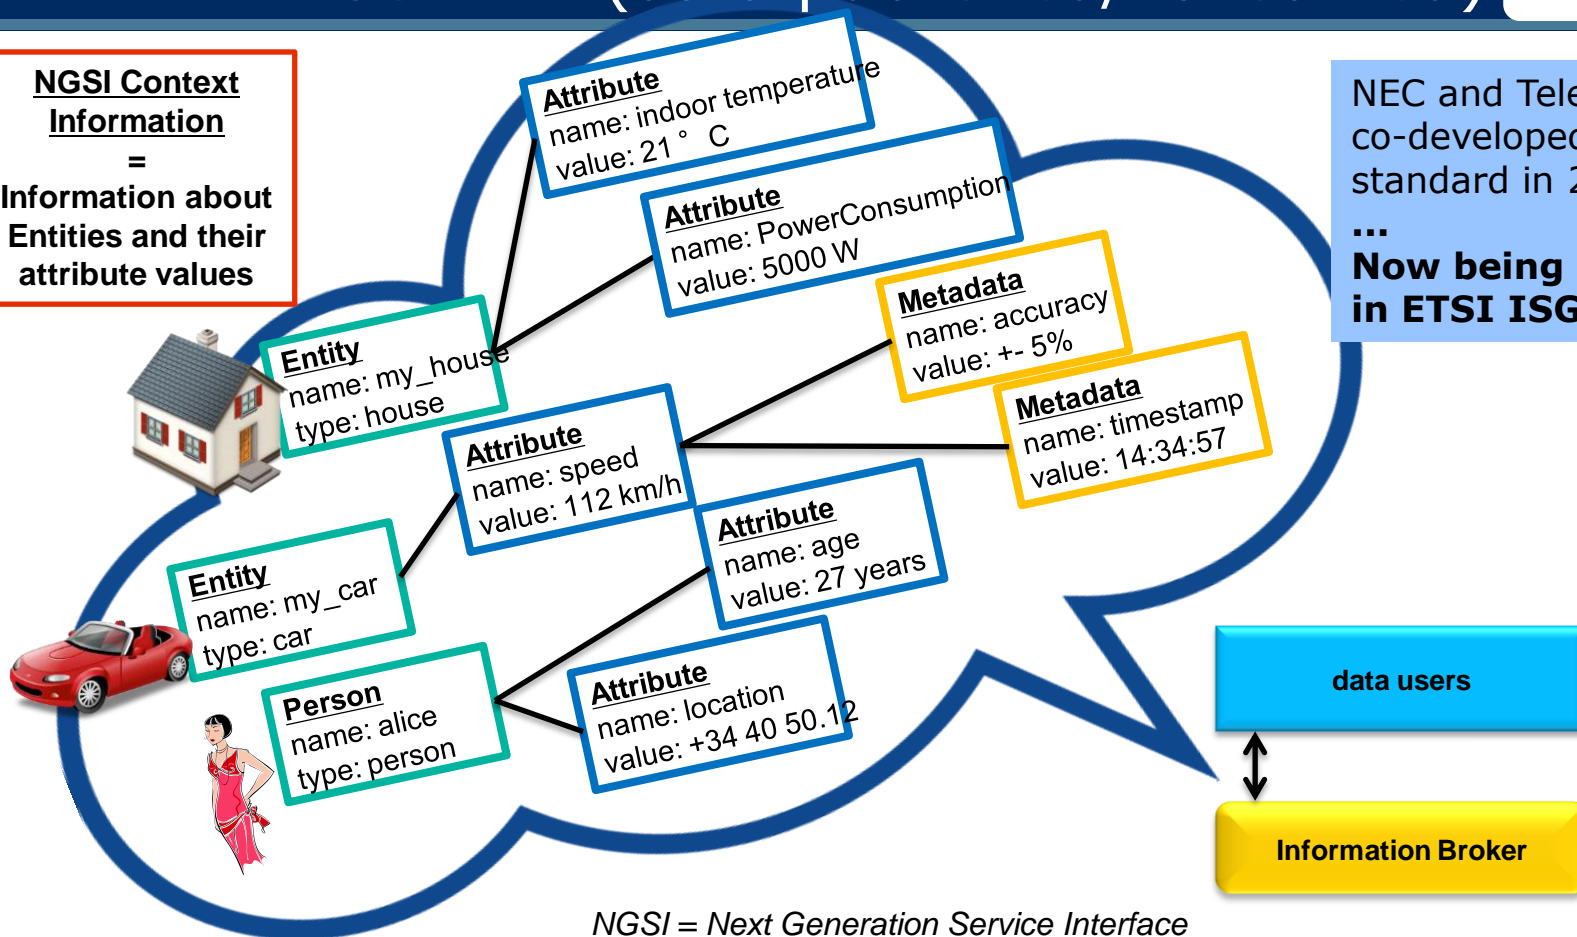 NGSI Context
Information
=
Information about
Entities and their
attribute values
Attribute
name: indoor temperature
value: 21 ° C
Attribute
name: PowerConsumption
value: 5000 W
Metadata
name: accuracy
value: +- 5%
Metadata
name: timestamp
value: 14:34:57
Entity
name: my_house
type: house
Attribute
name: speed
value: 112 km/h
Attribute
name: age
value: 27 years
Entity
name: my_car
type: car
Person
name: alice
type: person
Attribute
name: location
value: +34 40 50.12
NEC and
co-developed
standard in
...
Now being
in ETSI ISG
data users
Information Broker
NGSI = Next Generation Service Interface